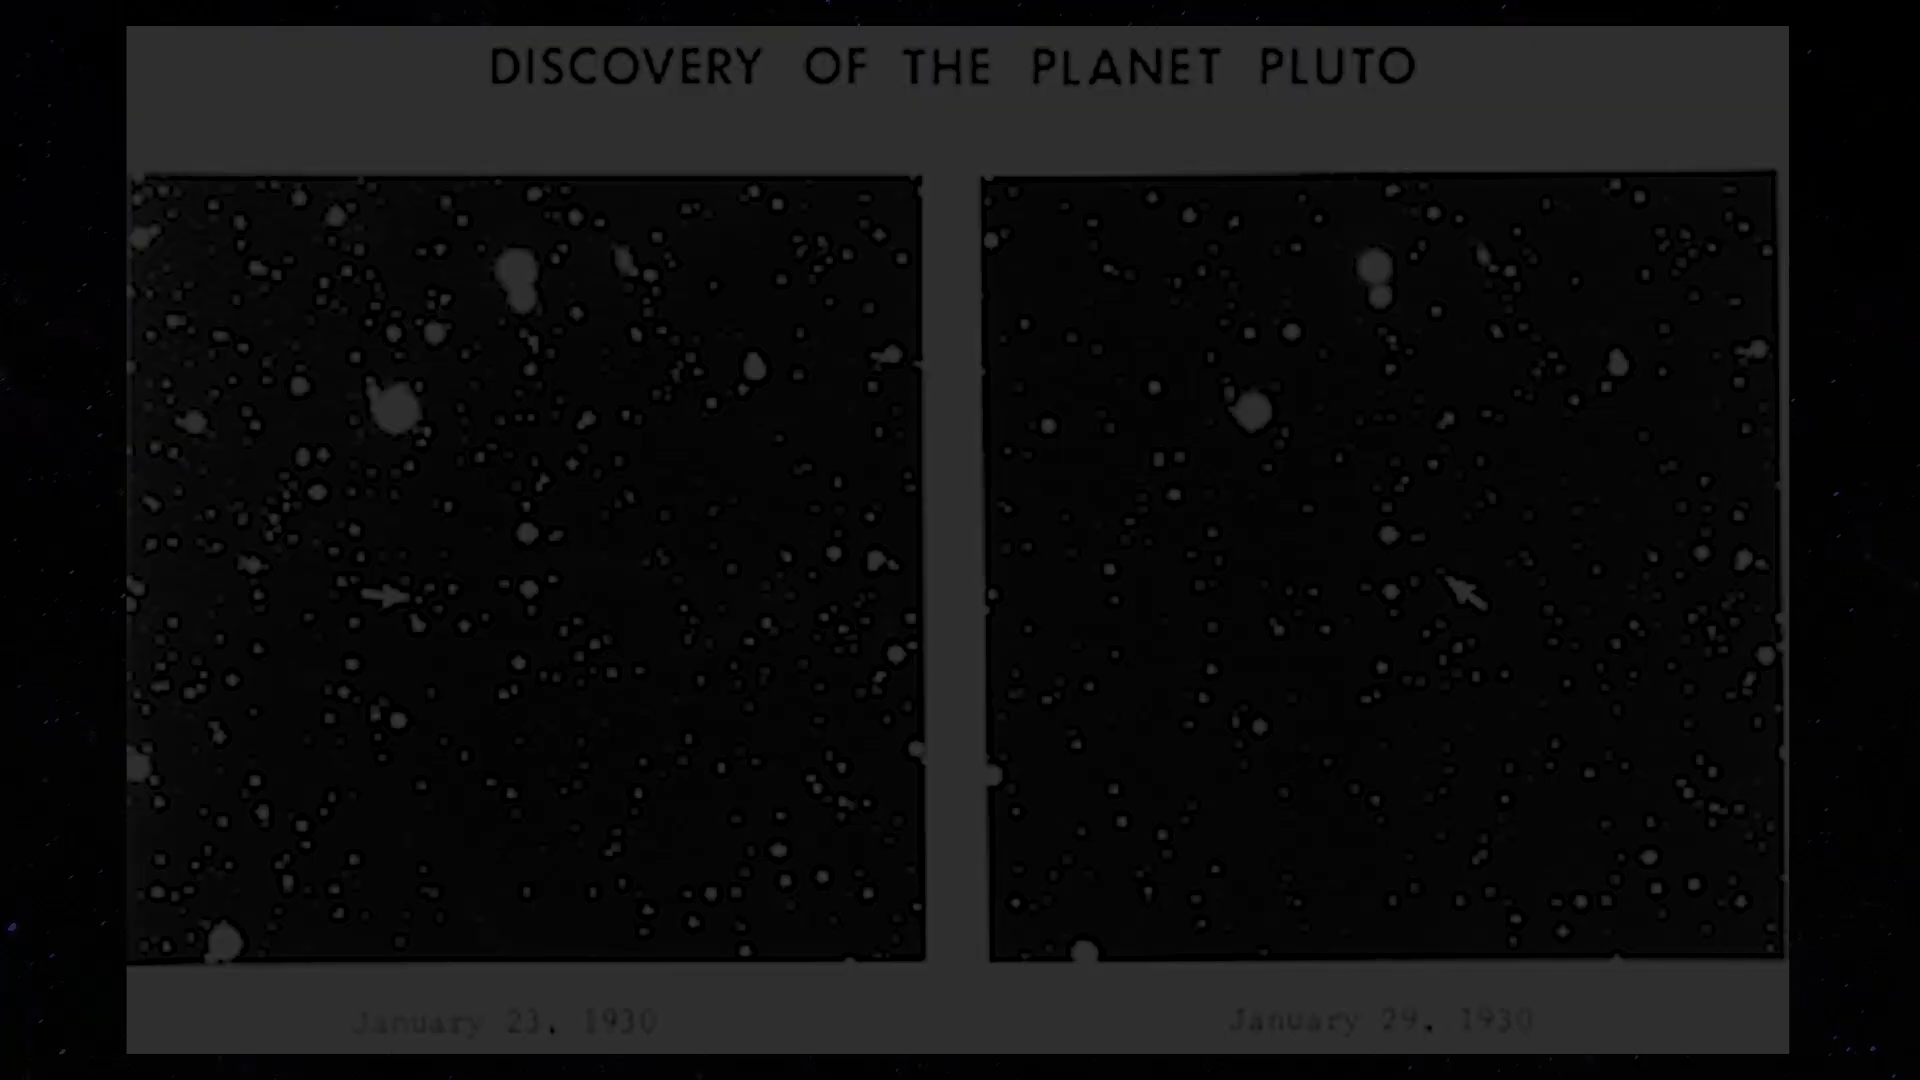 DISCOVERY OF THE PLANET PLUTO
January 23, 1930
January 29, 1930